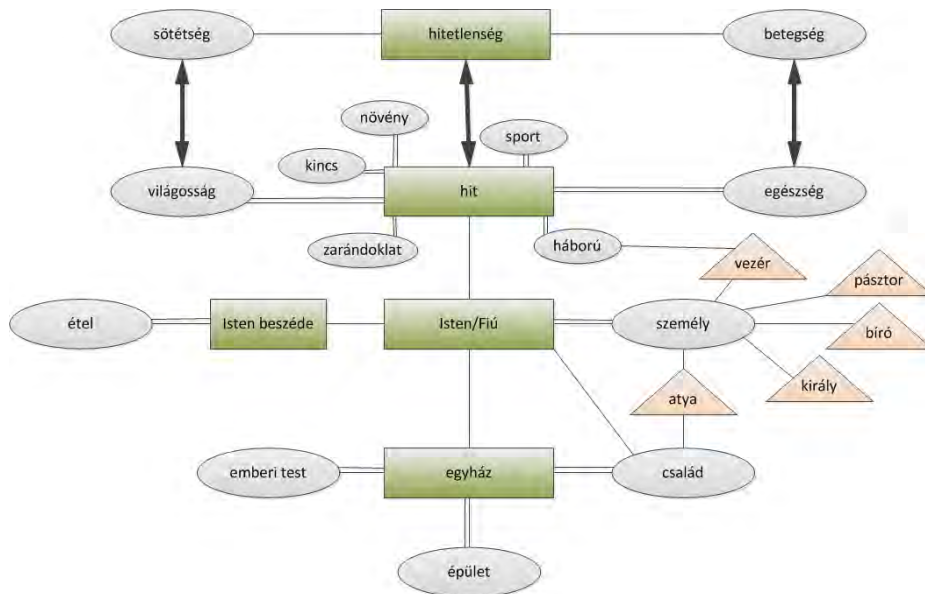 sötétség
hitetlenség
betegség
növény
sport
kincs
világosság
hit
egészség
zarándoklat
háború
vezér
pásztor
étel
Isten beszéde
Isten/Fiú
személy
bíró
király
atya
emberi test
egyház
család
épület